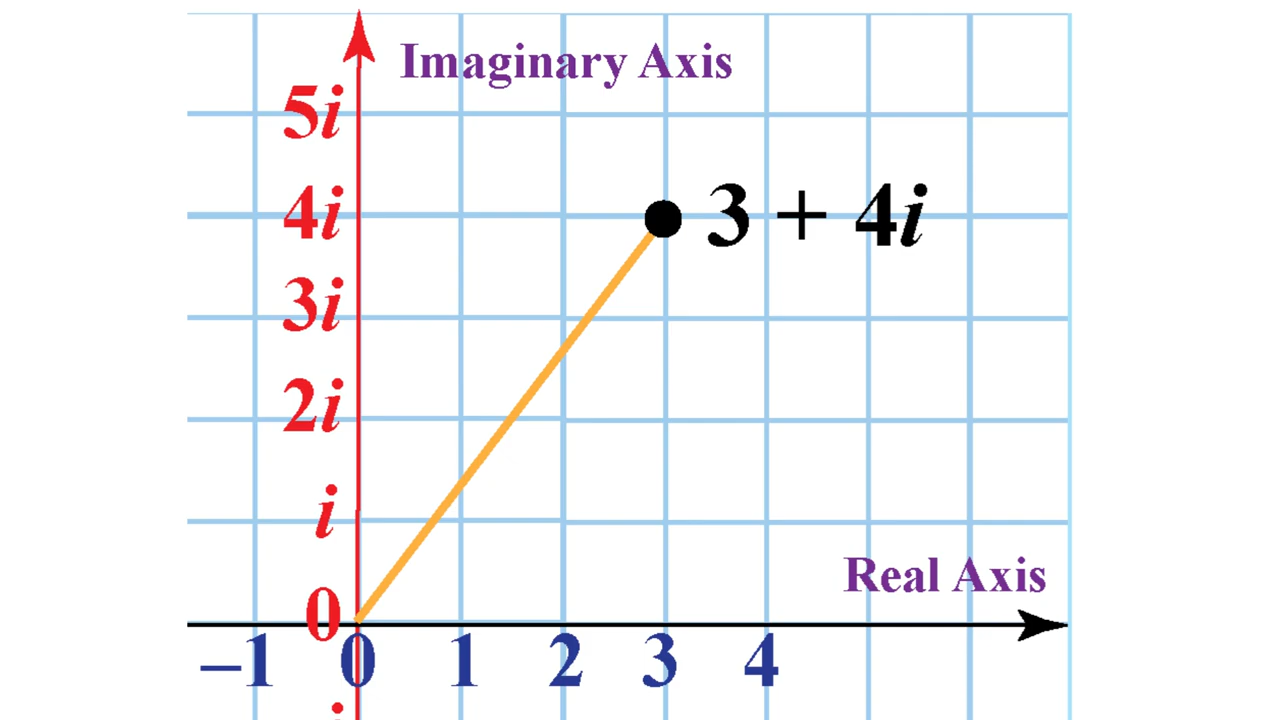 Imaginary Axis
5i
4i
3 + 4i
3i
2i
i
Real Axis
0
–1 0 1 2 3 4